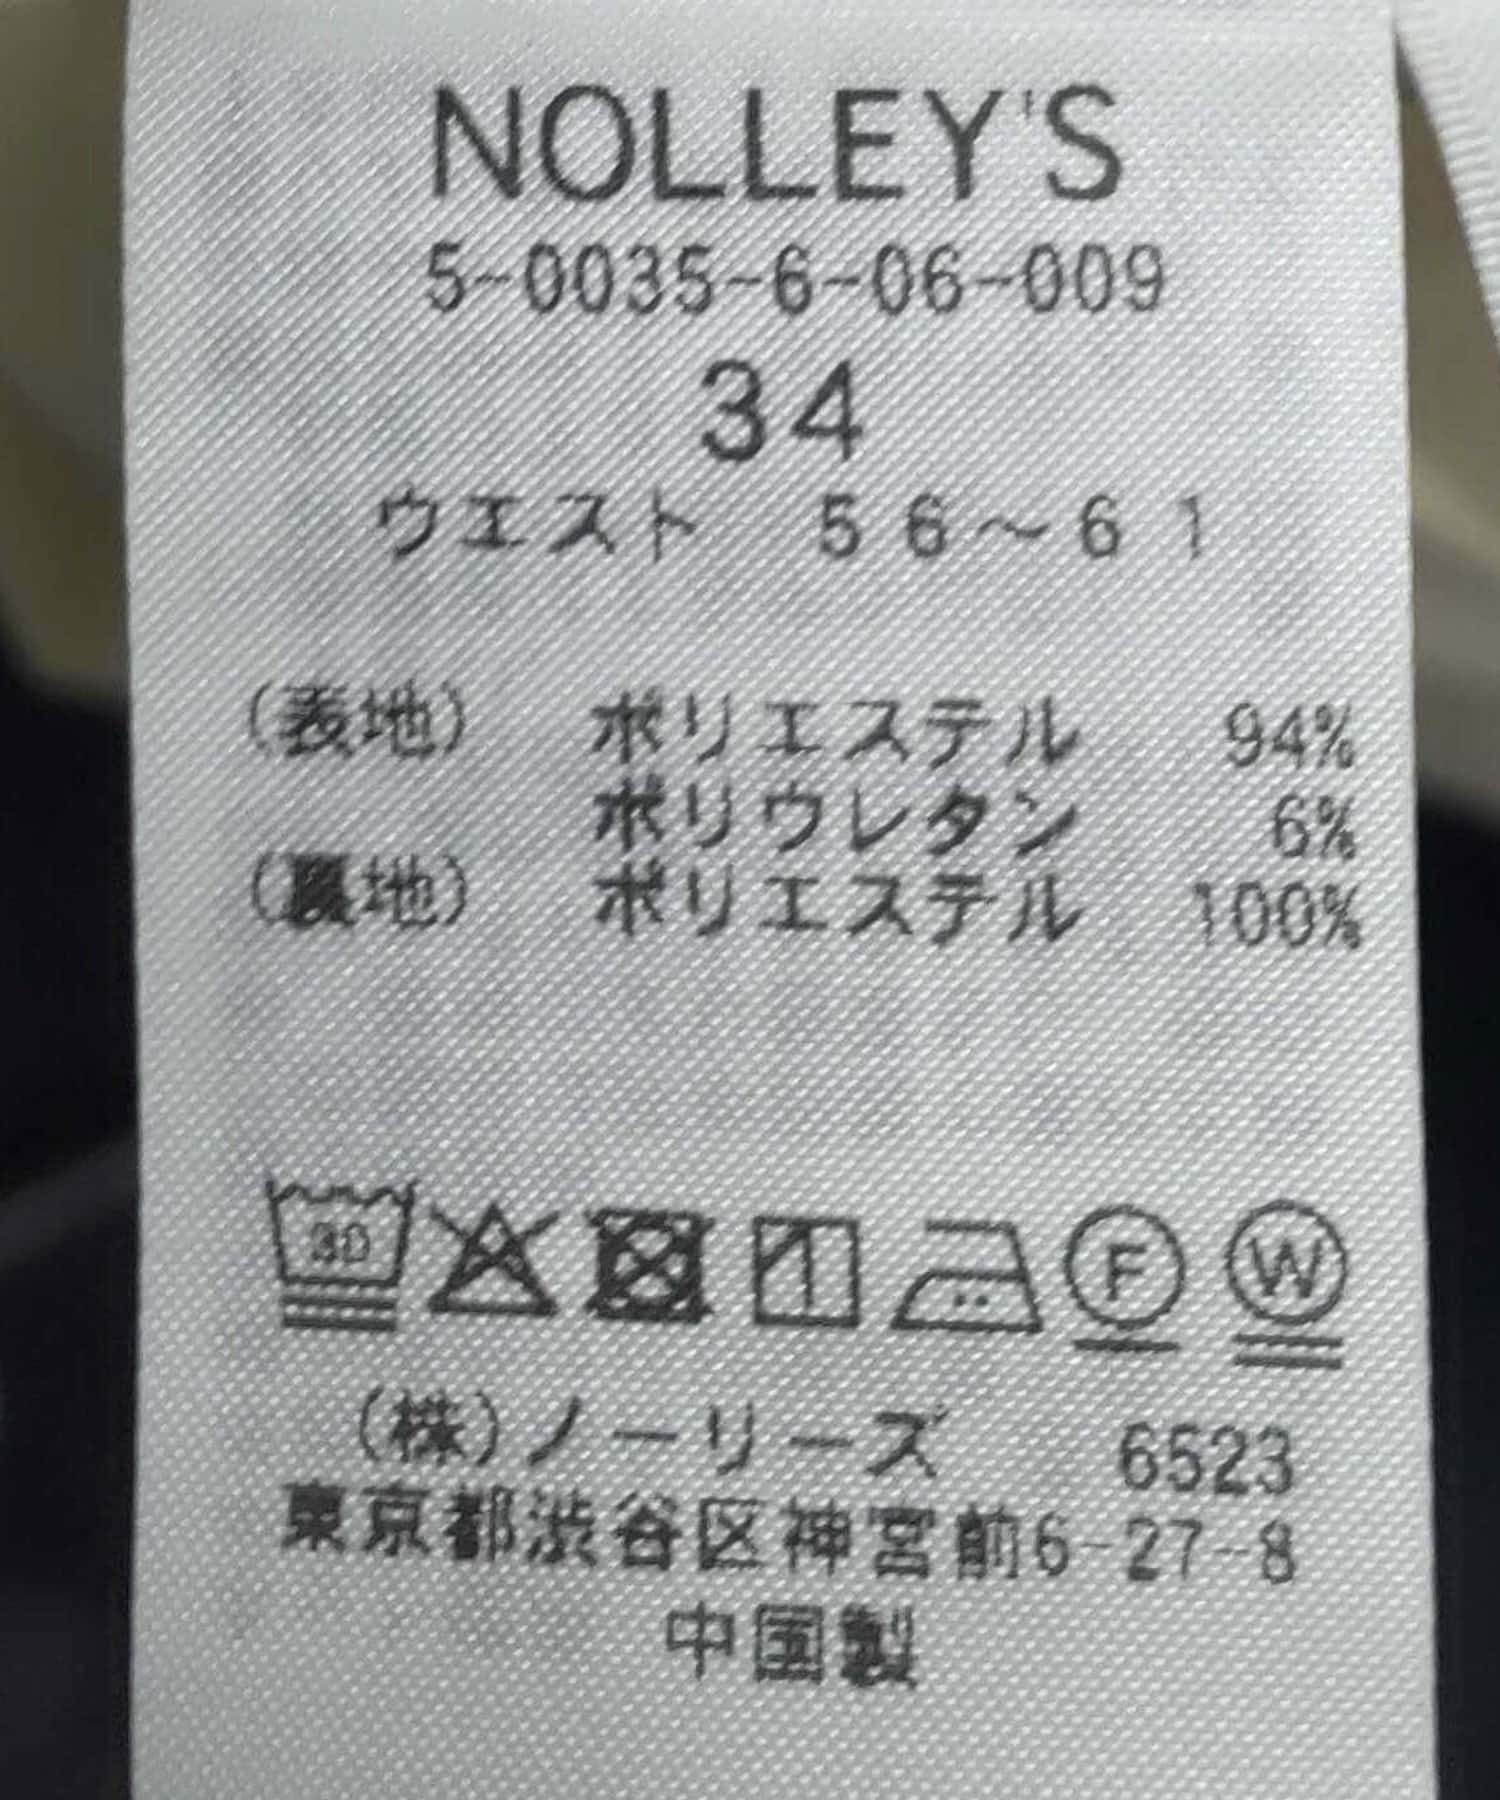 NOLLEY'S
5-0035-6-06-009
34
ウエスト 56～61
(表地) ポリエステル 94%
ポリウレタン 6%
(裏地) ポリエステル 100%
30 F W
(株)ノーリーズ 6523
東京都渋谷区神宮前6-27-8
中国製